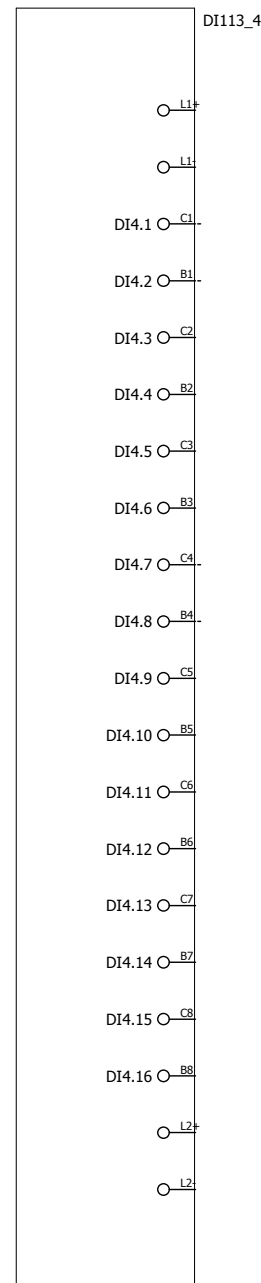 DI113_4
L1+
L1-
DI4.1 C1 -
DI4.2 B1 -
DI4.3 C2
DI4.4 B2
DI4.5 C3
DI4.6 B3
DI4.7 C4 -
DI4.8 B4 -
DI4.9 C5
DI4.10 B5
DI4.11 C6
DI4.12 B6
DI4.13 C7
DI4.14 B7
DI4.15 C8
DI4.16 B8
L2+
L2-